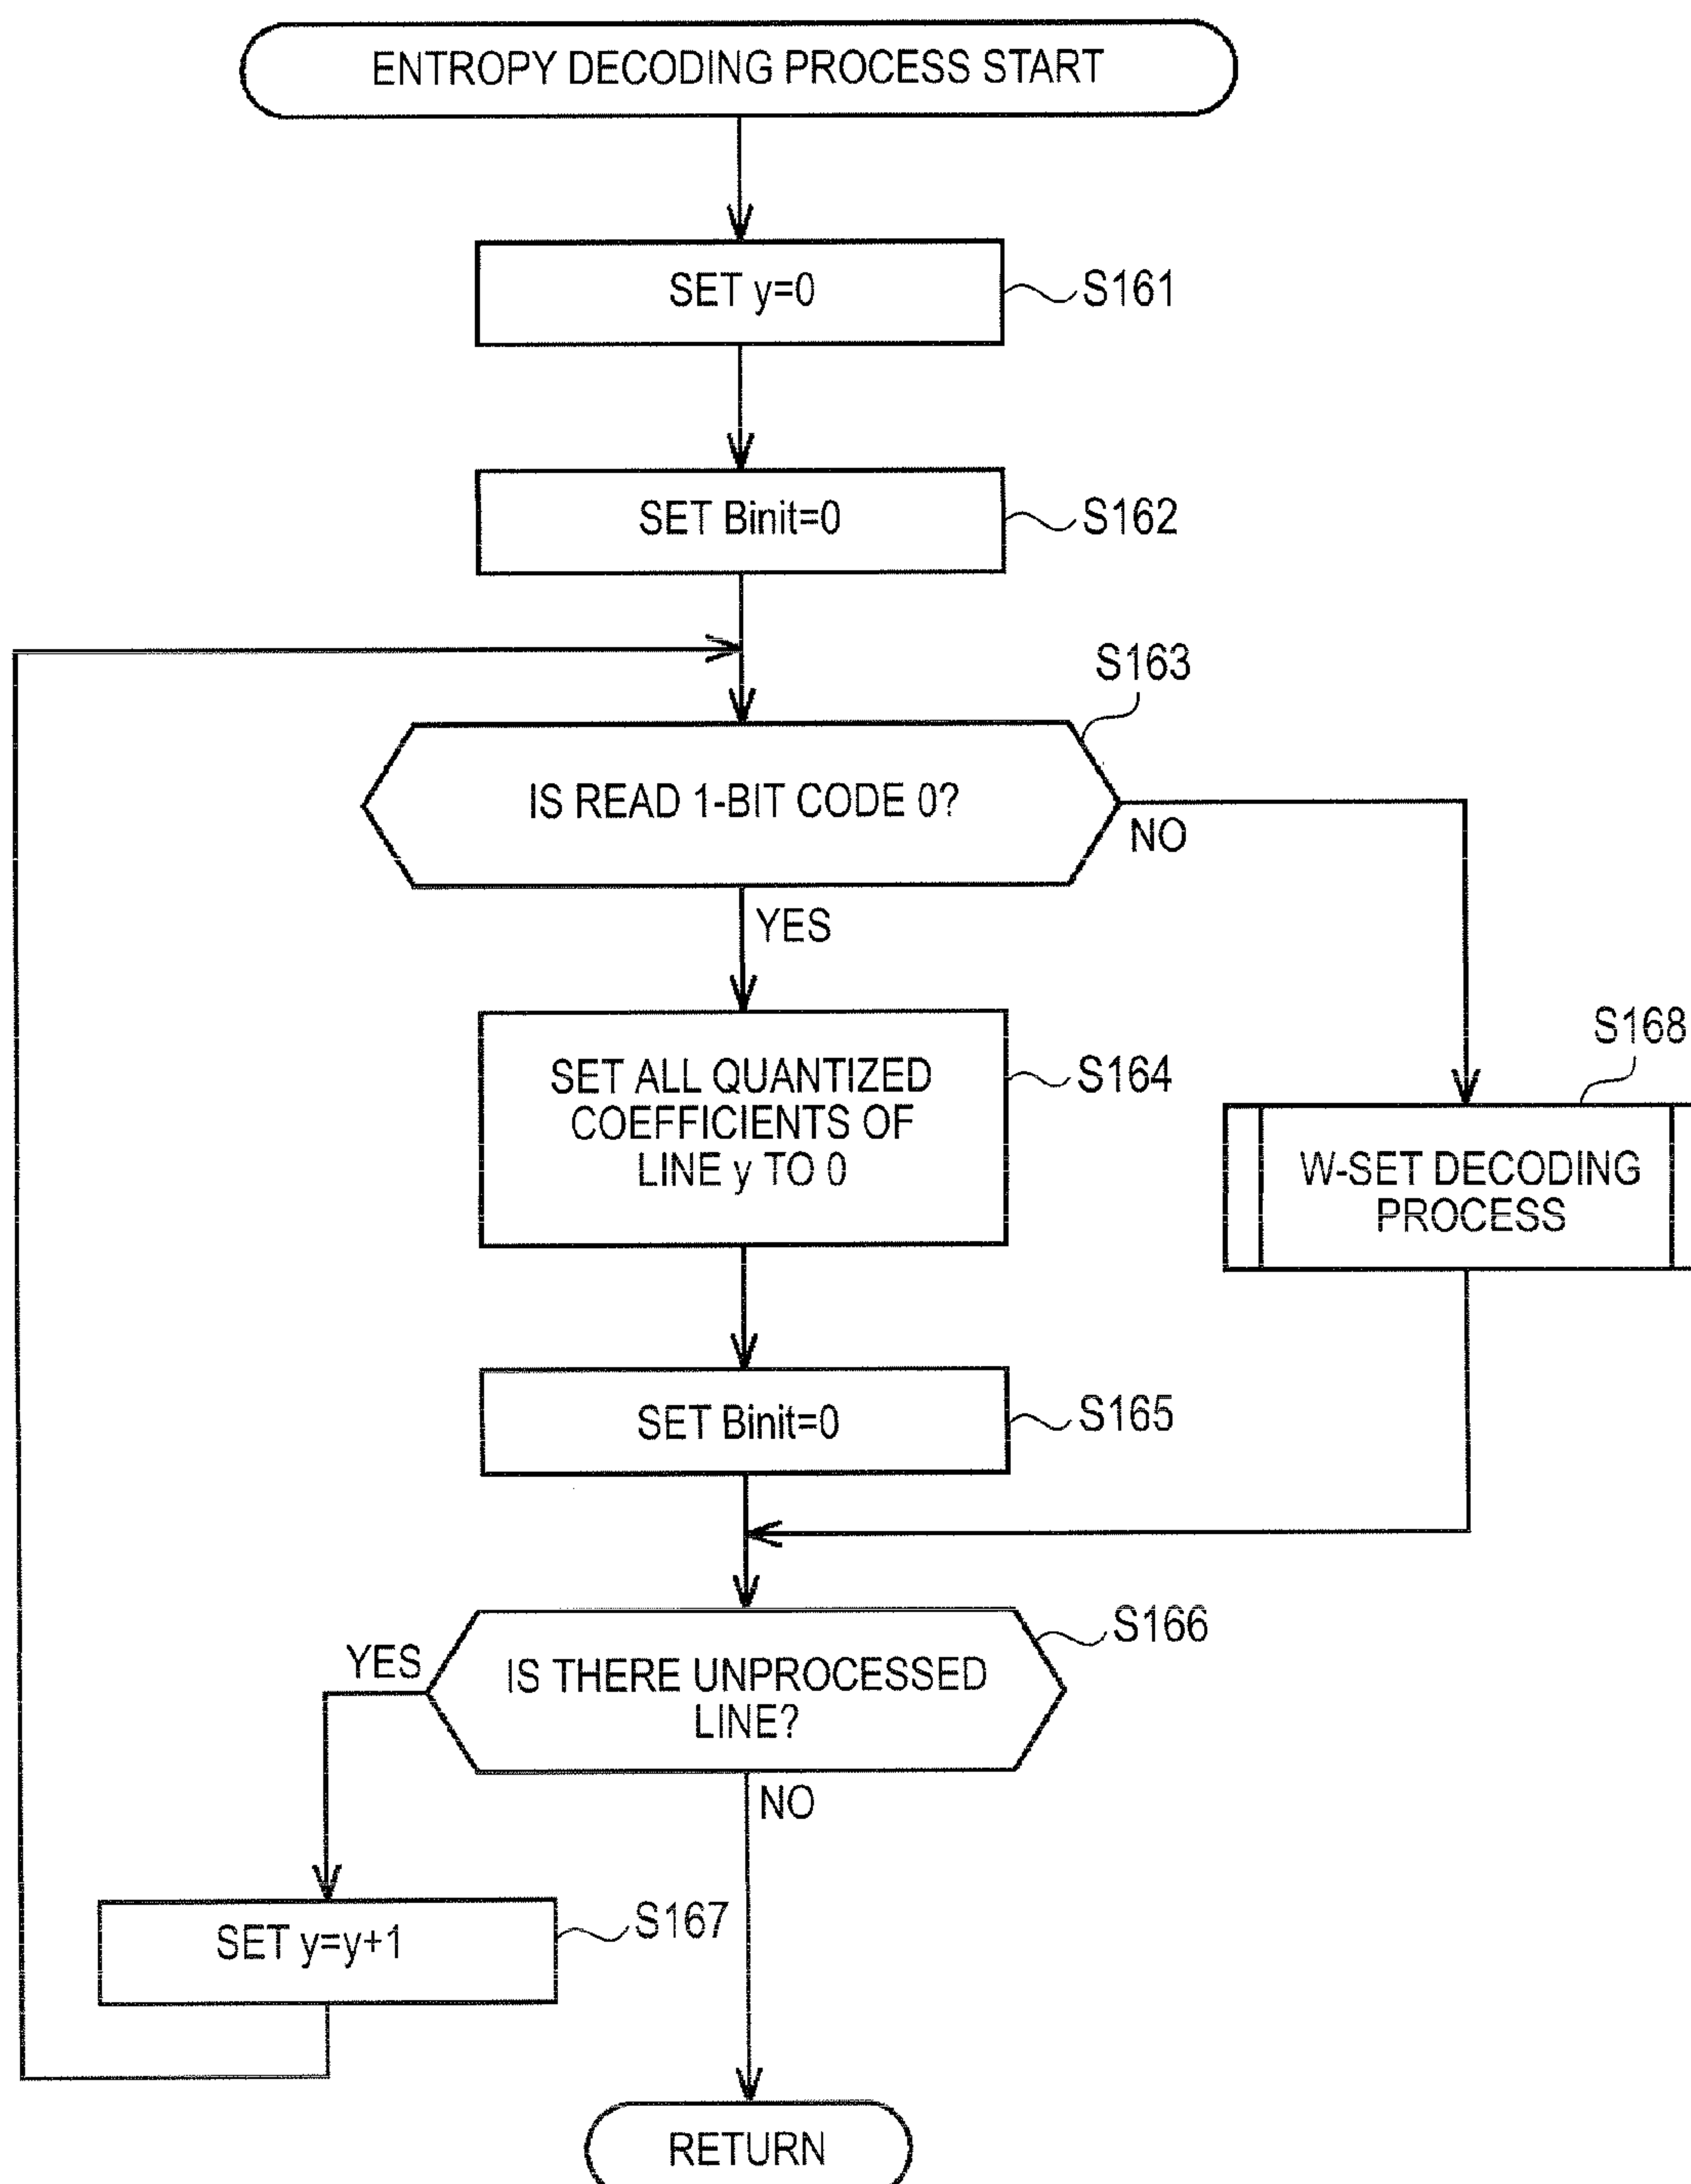 ENTROPY DECODING PROCESS START
SET y=0
S161
SET Binit=0
S162
S163
IS READ 1-BIT CODE 0?
NO
YES
SET ALL QUANTIZED
COEFFICIENTS OF
LINE y TO 0
S164
S168
W-SET DECODING
PROCESS
SET Binit=0
S165
S166
YES
IS THERE UNPROCESSED
LINE?
NO
SET y=y+1
S167
RETURN